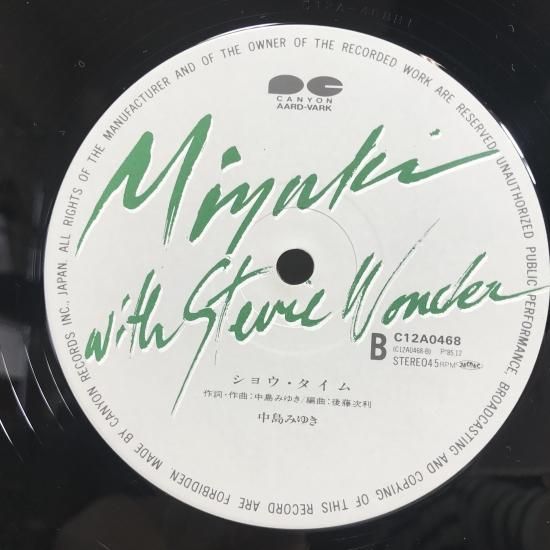 C12A-468B1
ALL RIGHTS OF THE MANUFACTURER AND OF THE OWNER OF THE RECORDED WORK ARE RESERVED. UNAUTHORIZED PUBLIC PERFORMANCE, BROADCASTING AND COPYING OF THIS RECORD ARE FORBIDDEN. MADE BY CANYON RECORDS INC., JAPAN.
CANYON
AARD-VARK
Miyuki
with Stevie Wonder
B C12A0468
(C12A0468-B) P'85.12
STEREO 45RPM
ショウ・タイム
作詞・作曲:中島みゆき/編曲:後藤次利
中島みゆき